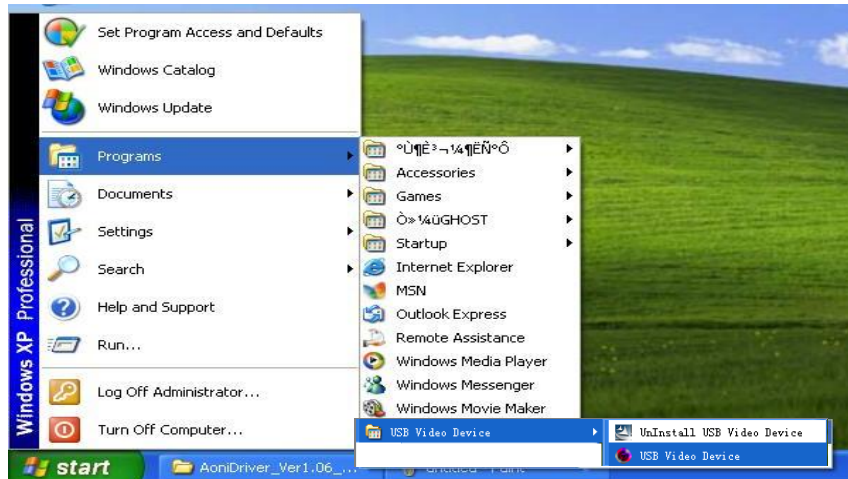 Set Program Access and Defaults
Windows Catalog
Windows Update
Programs
Documents
Settings
Search
Help and Support
Run...
Log Off Administrator...
Turn Off Computer...
Windows XP Professional
°Ù¶È³¬¼¶ËÑ°Ô
Accessories
Games
Ò»¼üGHOST
Startup
Internet Explorer
MSN
Outlook Express
Remote Assistance
Windows Media Player
Windows Messenger
Windows Movie Maker
USB Video Device
UnInstall USB Video Device
USB Video Device
start
AoniDriver_Ver1.06_...
untitled - Paint